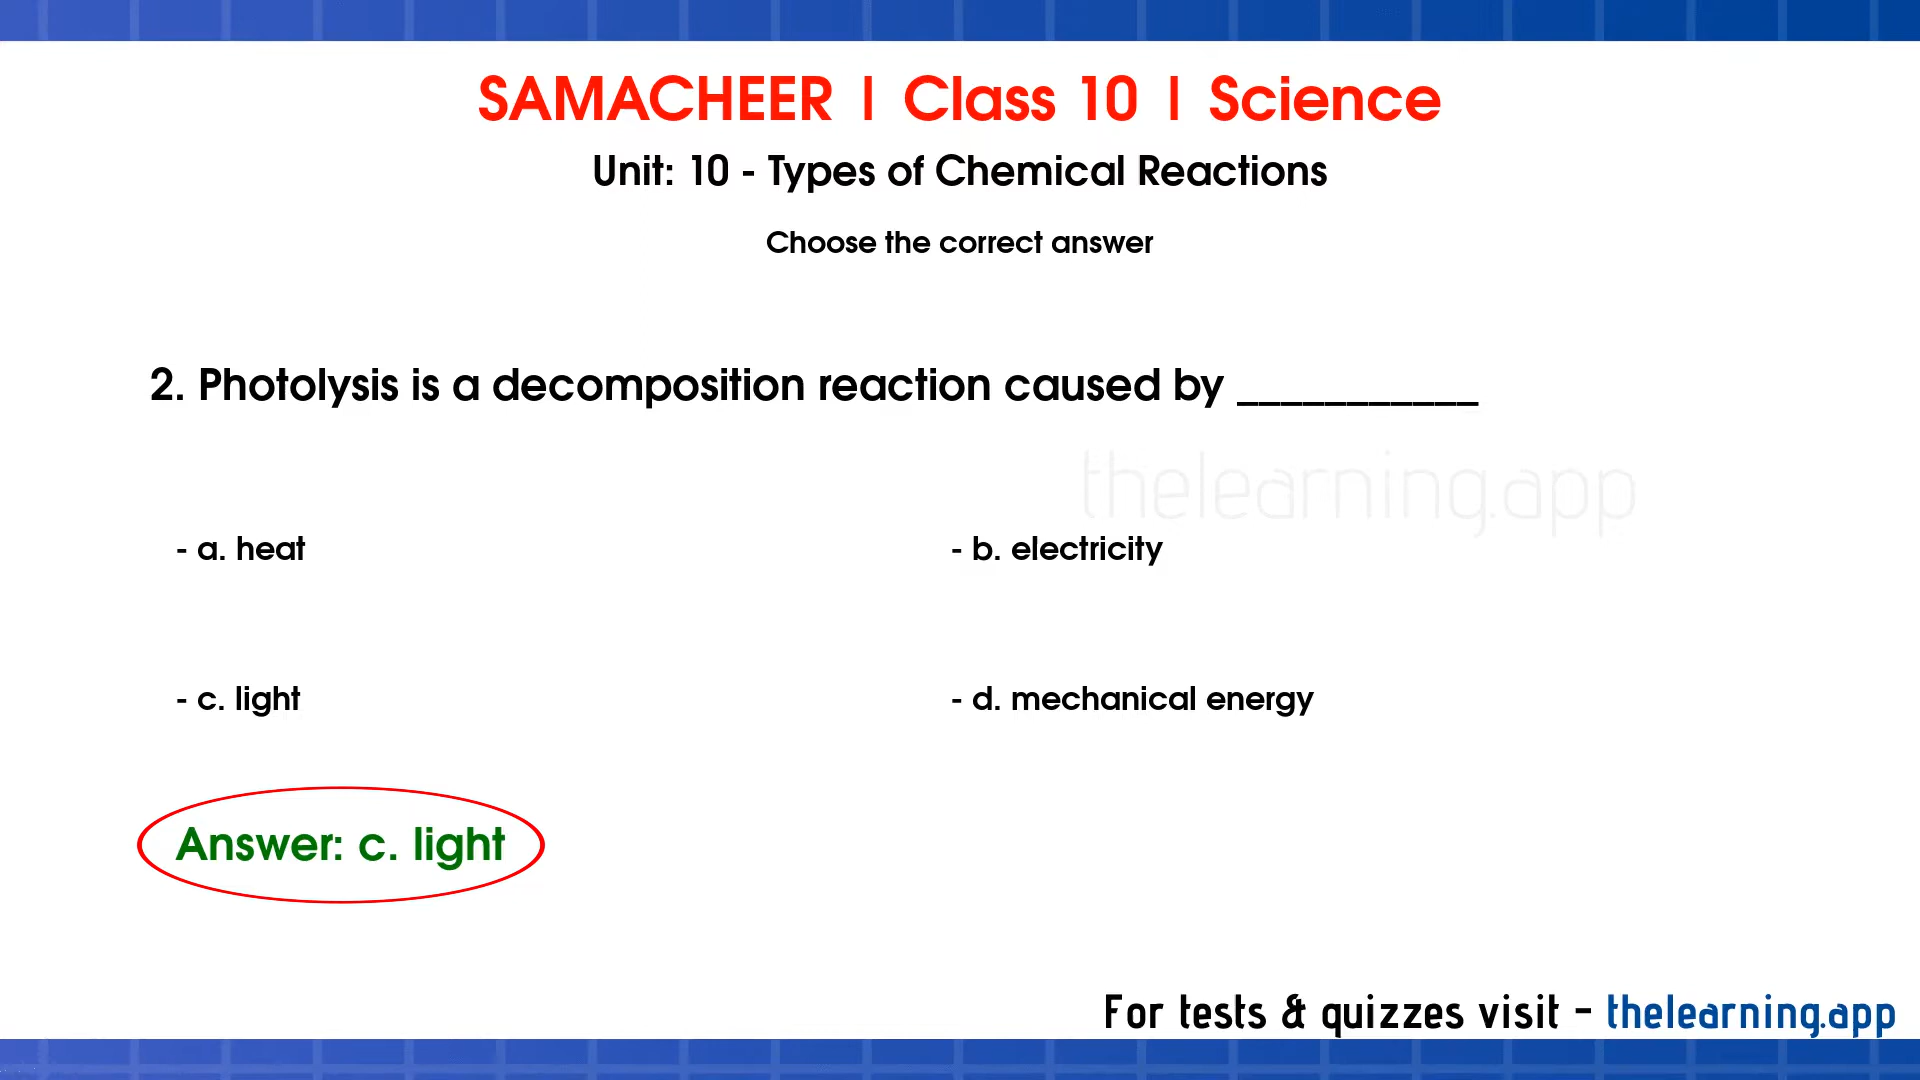 SAMACHEER | Class 10 | Science
Unit: 10 - Types of Chemical Reactions
Choose the correct answer
2. Photolysis is a decomposition reaction caused by ___________
thelearning.app
- a. heat - b. electricity
- c. light - d. mechanical energy
Answer: c. light
For tests & quizzes visit - thelearning.app